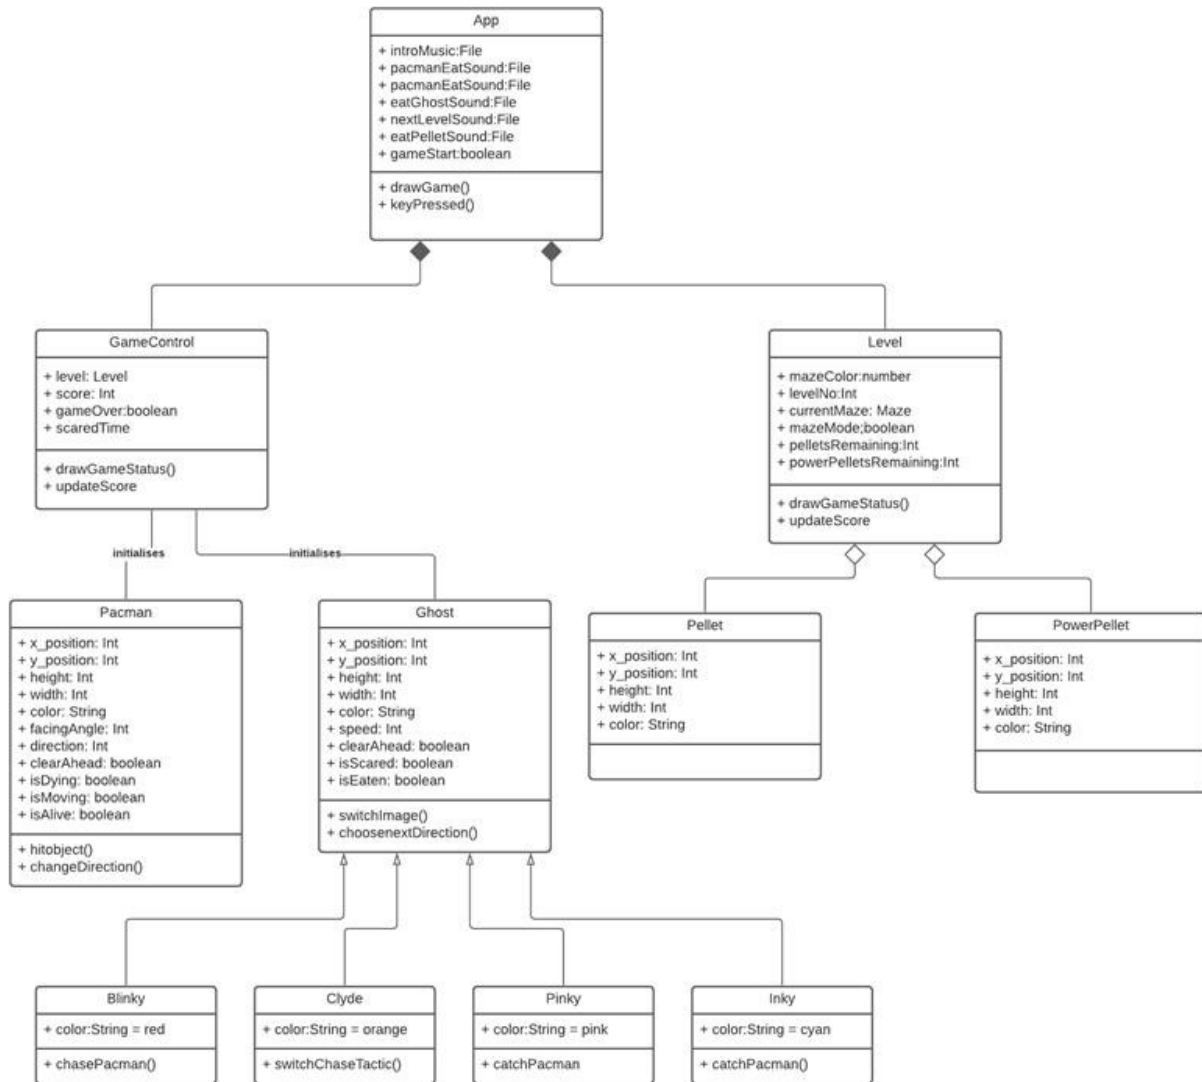 App
+ introMusic:File
+ pacmanEatSound:File
+ pacmanEatSound:File
+ eatGhostSound:File
+ nextLevelSound:File
+ eatPelletSound:File
+ gameStart:boolean
+ drawGame()
+ keyPressed()
GameControl
+ level: Level
+ score: Int
+ gameOver:boolean
+ scaredTime
+ drawGameStatus()
+ updateScore
Level
+ mazeColor:number
+ levelNo:Int
+ currentMaze: Maze
+ mazeMode;boolean
+ pelletsRemaining:Int
+ powerPelletsRemaining:Int
+ drawGameStatus()
+ updateScore
initialises
initialises
Pacman
+ x_position: Int
+ y_position: Int
+ height: Int
+ width: Int
+ color: String
+ facingAngle: Int
+ direction: Int
+ clearAhead: boolean
+ isDying: boolean
+ isMoving: boolean
+ isAlive: boolean
+ hitobject()
+ changeDirection()
Ghost
+ x_position: Int
+ y_position: Int
+ height: Int
+ width: Int
+ color: String
+ speed: Int
+ clearAhead: boolean
+ isScared: boolean
+ isEaten: boolean
+ switchImage()
+ choosenextDirection()
Pellet
+ x_position: Int
+ y_position: Int
+ height: Int
+ width: Int
+ color: String
PowerPellet
+ x_position: Int
+ y_position: Int
+ height: Int
+ width: Int
+ color: String
Blinky
+ color:String = red
+ chasePacman()
Clyde
+ color:String = orange
+ switchChaseTactic()
Pinky
+ color:String = pink
+ catchPacman
Inky
+ color:String = cyan
+ catchPacman()